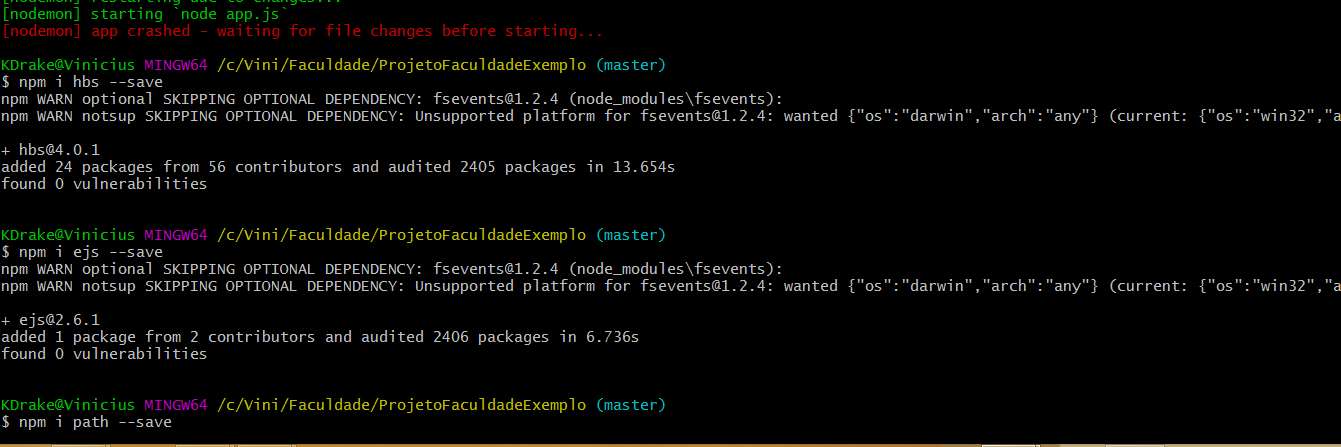 [nodemon] restarting due to changes...
[nodemon] starting `node app.js`
[nodemon] app crashed - waiting for file changes before starting...
KDrake@Vinicius MINGW64 /c/Vini/Faculdade/ProjetoFaculdadeExemplo (master)
$ npm i hbs --save
npm WARN optional SKIPPING OPTIONAL DEPENDENCY: fsevents@1.2.4 (node_modules\fsevents):
npm WARN notsup SKIPPING OPTIONAL DEPENDENCY: Unsupported platform for fsevents@1.2.4: wanted {"os":"darwin","arch":"any"} (current: {"os":"win32","a
+ hbs@4.0.1
added 24 packages from 56 contributors and audited 2405 packages in 13.654s
found 0 vulnerabilities
KDrake@Vinicius MINGW64 /c/Vini/Faculdade/ProjetoFaculdadeExemplo (master)
$ npm i ejs --save
npm WARN optional SKIPPING OPTIONAL DEPENDENCY: fsevents@1.2.4 (node_modules\fsevents):
npm WARN notsup SKIPPING OPTIONAL DEPENDENCY: Unsupported platform for fsevents@1.2.4: wanted {"os":"darwin","arch":"any"} (current: {"os":"win32","a
+ ejs@2.6.1
added 1 package from 2 contributors and audited 2406 packages in 6.736s
found 0 vulnerabilities
KDrake@Vinicius MINGW64 /c/Vini/Faculdade/ProjetoFaculdadeExemplo (master)
$ npm i path --save